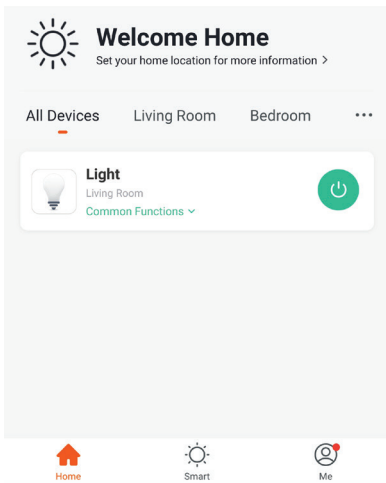 Welcome Home
Set your home location for more information >
All Devices Living Room Bedroom ...
Light
Living Room
Common Functions
Home Smart Me